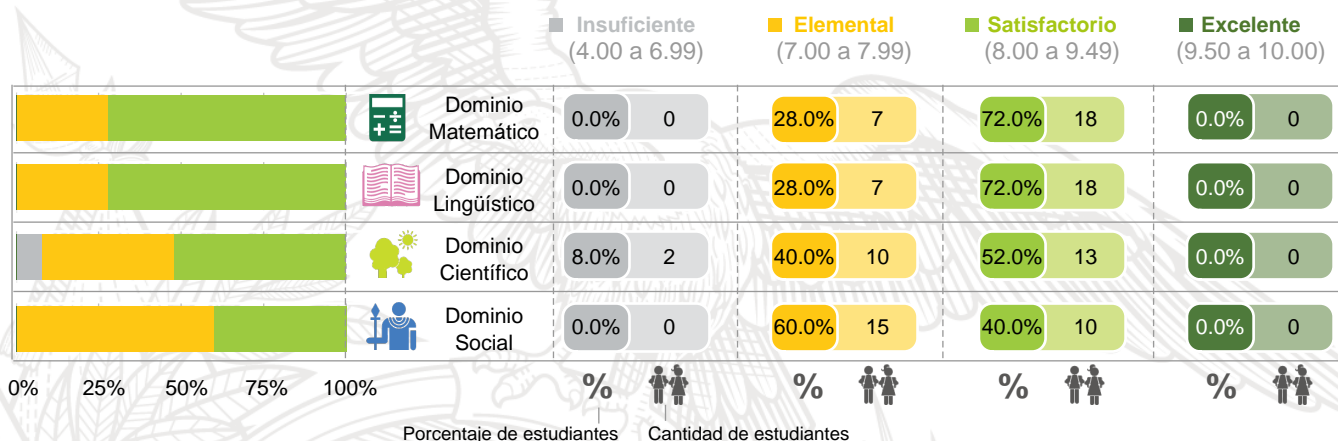 Insuficiente Elemental Satisfactorio Excelente
(4.00 a 6.99) (7.00 a 7.99) (8.00 a 9.49) (9.50 a 10.00)
Dominio
Matemático
0.0% 0 28.0% 7 72.0% 18 0.0% 0
Dominio
Lingüístico
0.0% 0 28.0% 7 72.0% 18 0.0% 0
Dominio
Científico
8.0% 2 40.0% 10 52.0% 13 0.0% 0
Dominio
Social
0.0% 0 60.0% 15 40.0% 10 0.0% 0
0% 25% 50% 75% 100% % % % %
Porcentaje de estudiantes Cantidad de estudiantes